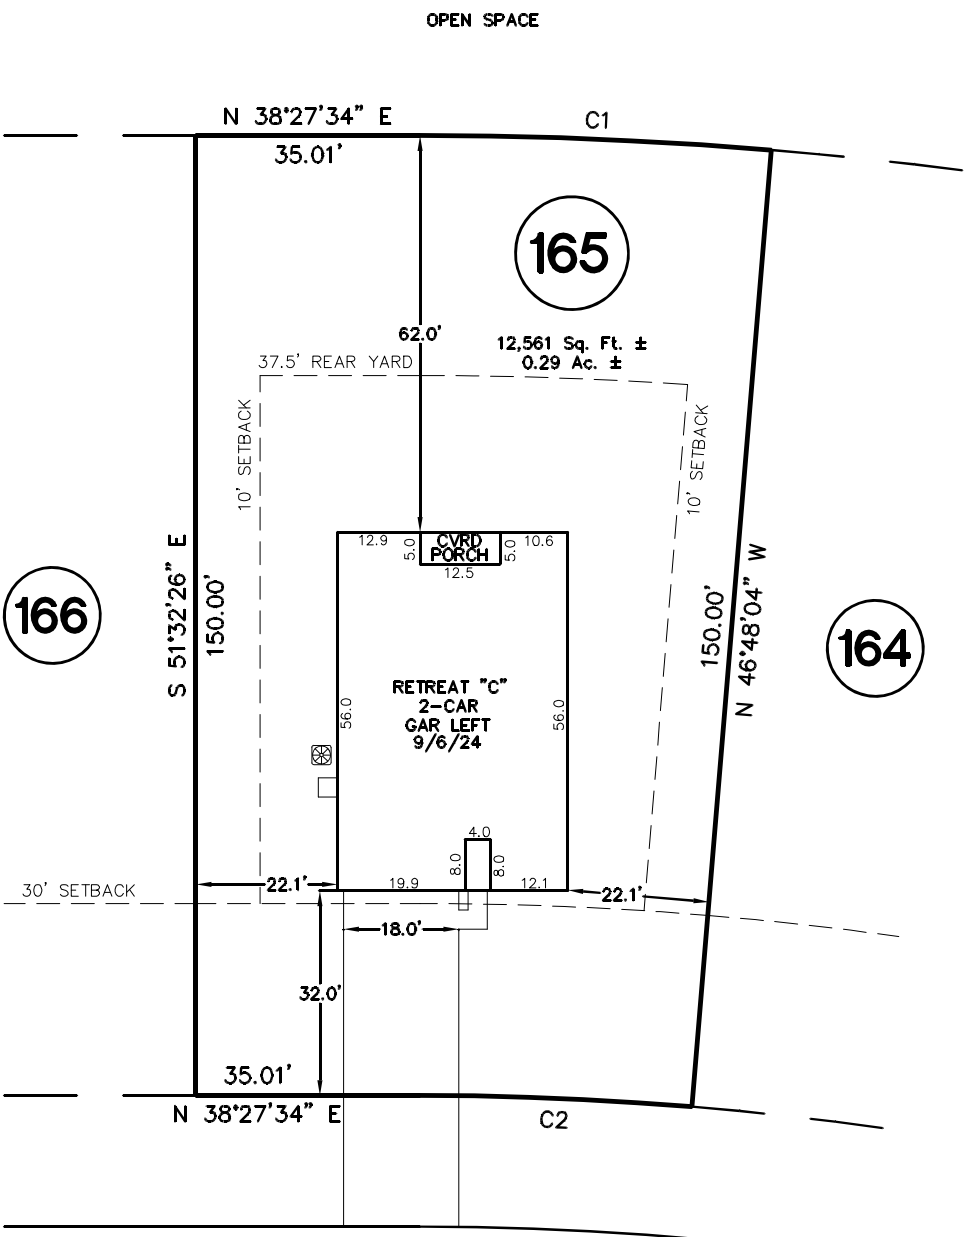 OPEN SPACE
N 38°27'34" E
C1
35.01'
165
62.0'
12,561 Sq. Ft. ±
0.29 Ac. ±
37.5' REAR YARD
10' SETBACK
10' SETBACK
12.9
5.0
CVRD
PORCH
5.0
10.6
12.5
S 51°32'26" E
150.00'
150.00'
N 46°48'04" W
166
164
RETREAT "C"
2-CAR
GAR LEFT
9/6/24
56.0
56.0
4.0
8.0
8.0
30' SETBACK
22.1'
19.9
12.1
22.1'
18.0'
32.0'
35.01'
N 38°27'34" E
C2